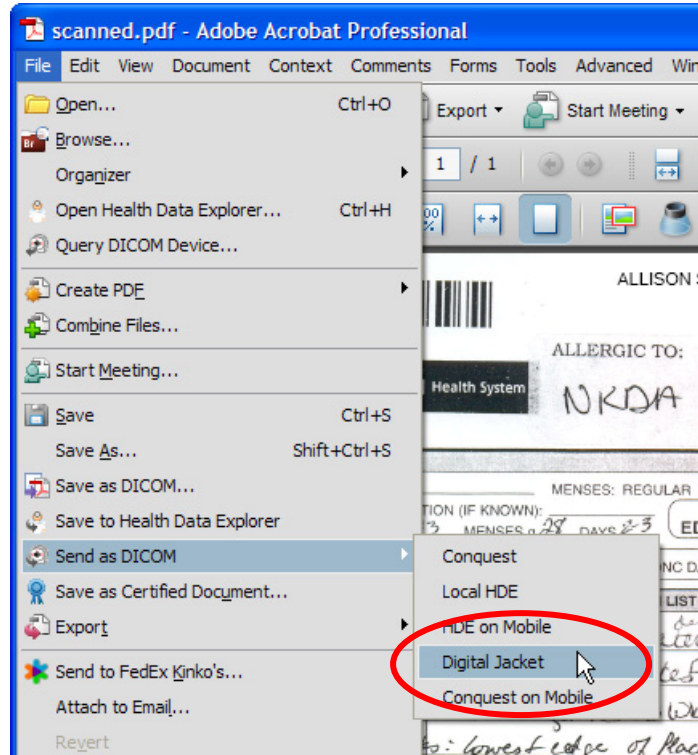 scanned.pdf - Adobe Acrobat Professional
File Edit View Document Context Comments Forms Tools Advanced
Open... Ctrl+O
Browse...
Organizer
Open Health Data Explorer... Ctrl+H
Query DICOM Device...
Create PDF
Combine Files...
Start Meeting...
Save Ctrl+S
Save As... Shift+Ctrl+S
Save as DICOM...
Save to Health Data Explorer
Send as DICOM
Save as Certified Document...
Export
Send to FedEx Kinko's...
Attach to Email...
Revert
Conquest
Local HDE
HDE on Mobile
Digital Jacket
Conquest on Mobile
Export Start Meeting
1 / 1
ALLISON
ALLERGIC TO:
Health System
NKDA
MENSES: REGULAR
(IF KNOWN):
MENSES q 28 DAYS
LIST
lowest edge of